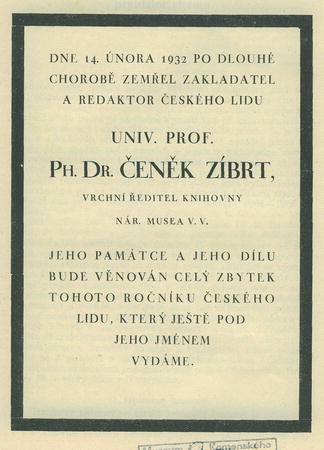 DNE 14. ÚNORA 1932 PO DLOUHÉ
CHOROBĚ ZEMŘEL ZAKLADATEL
A REDAKTOR ČESKÉHO LIDU
UNIV. PROF.
PH. DR. ČENĚK ZÍBRT,
VRCHNÍ ŘEDITEL KNIHOVNY
NÁR. MUSEA V. V.
JEHO PAMÁTCE A JEHO DÍLU
BUDE VĚNOVÁN CELÝ ZBYTEK
TOHOTO ROČNÍKU ČESKÉHO
LIDU, KTERÝ JEŠTĚ POD
JEHO JMÉNEM
VYDÁME.
Museum J. A. Komenského